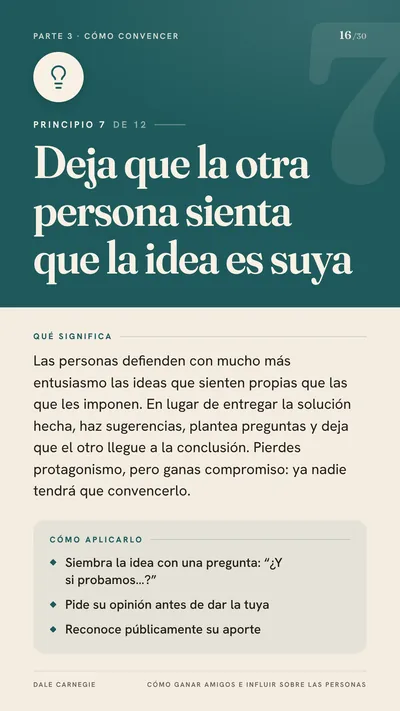 PARTE 3 · CÓMO CONVENCER
16/30
7
PRINCIPIO 7 DE 12
Deja que la otra
persona sienta
que la idea es suya
QUÉ SIGNIFICA
Las personas defienden con mucho más
entusiasmo las ideas que sienten propias que las
que les imponen. En lugar de entregar la solución
hecha, haz sugerencias, plantea preguntas y deja
que el otro llegue a la conclusión. Pierdes
protagonismo, pero ganas compromiso: ya nadie
tendrá que convencerlo.
CÓMO APLICARLO
Siembra la idea con una pregunta: “¿Y
si probamos…?”
Pide su opinión antes de dar la tuya
Reconoce públicamente su aporte
DALE CARNEGIE
CÓMO GANAR AMIGOS E INFLUIR SOBRE LAS PERSONAS